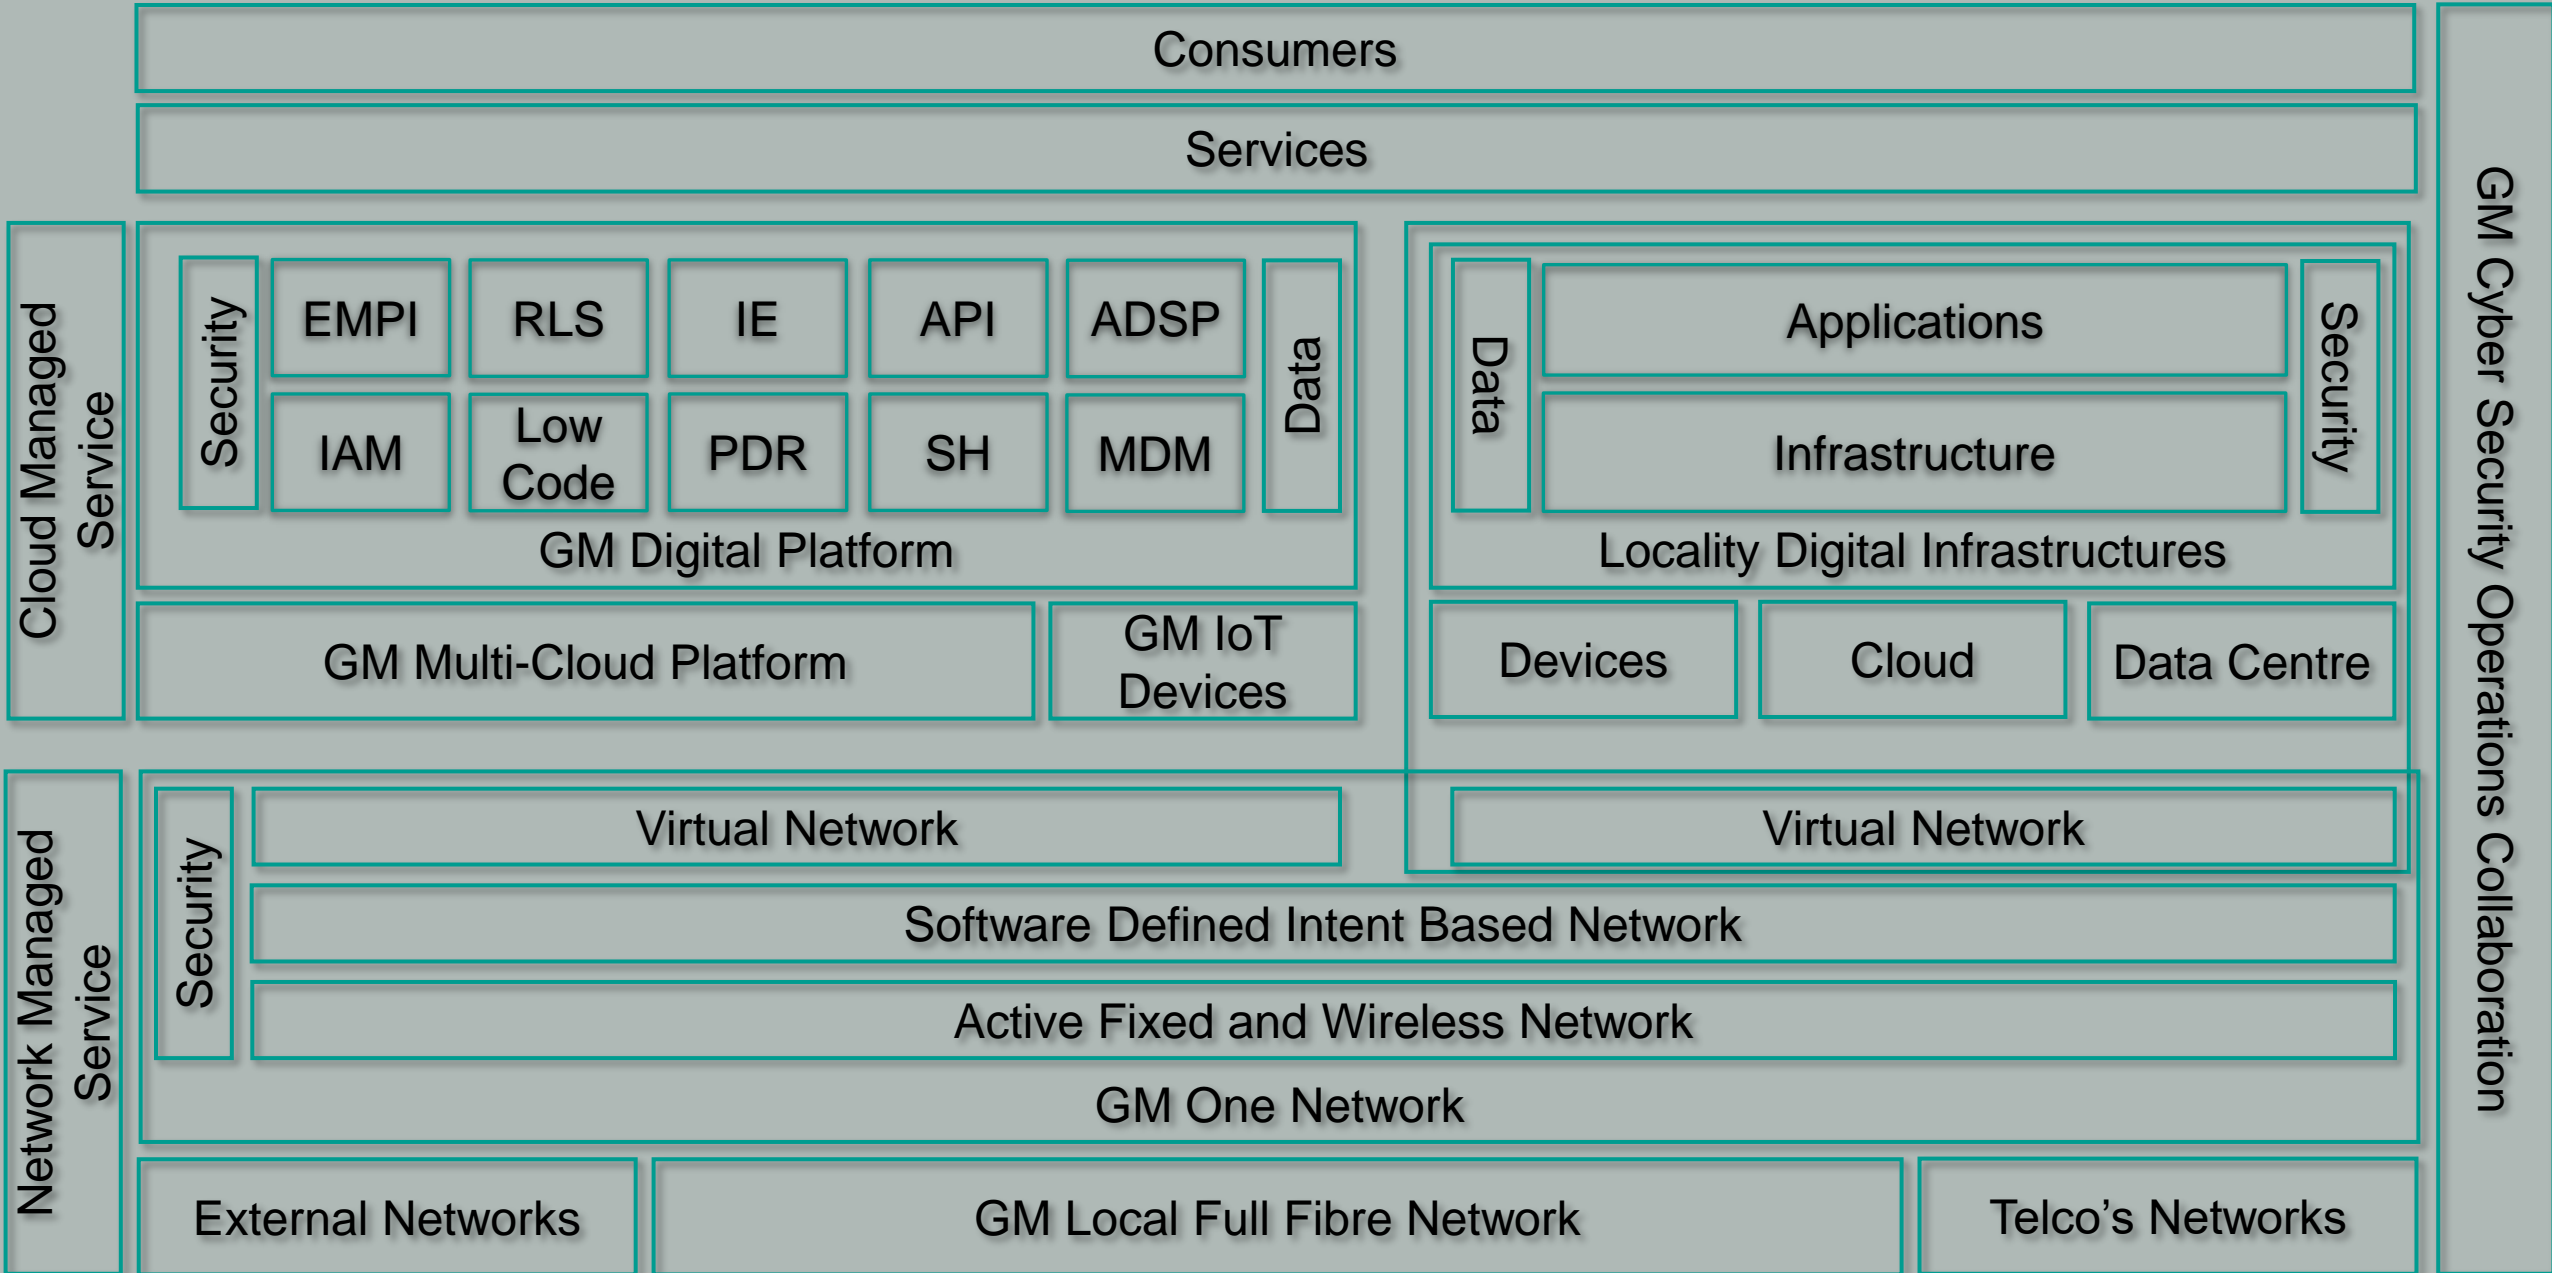 Consumers
Services
Cloud Managed
Service
Security
EMPI
RLS
IE
API
ADSP
IAM
Low
Code
PDR
SH
MDM
Data
GM Digital Platform
GM Multi-Cloud Platform
GM IoT
Devices
Data
Applications
Infrastructure
Security
Locality Digital Infrastructures
Devices
Cloud
Data Centre
Network Managed
Service
Security
Virtual Network
Virtual Network
Software Defined Intent Based Network
Active Fixed and Wireless Network
GM One Network
External Networks
GM Local Full Fibre Network
Telco’s Networks
GM Cyber Security Operations Collaboration